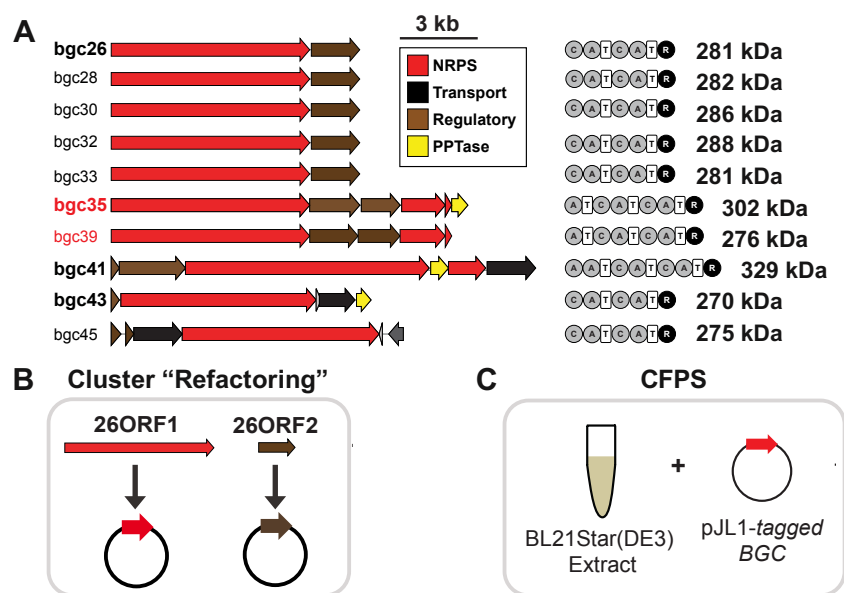 A
3 kb
bgc26
C A T C A T R
281 kDa
bgc28
C A T C A T R
282 kDa
bgc30
C A T C A T R
286 kDa
bgc32
C A T C A T R
288 kDa
bgc33
C A T C A T R
281 kDa
bgc35
A T C A T C A T R
302 kDa
bgc39
A T C A T C A T R
276 kDa
bgc41
A A T C A T C A T R
329 kDa
bgc43
C A T C A T R
270 kDa
bgc45
C A T C A T R
275 kDa
NRPS
Transport
Regulatory
PPTase
B
Cluster “Refactoring”
26ORF1
26ORF2
C
CFPS
+
BL21Star(DE3)
Extract
pJL1-tagged
BGC